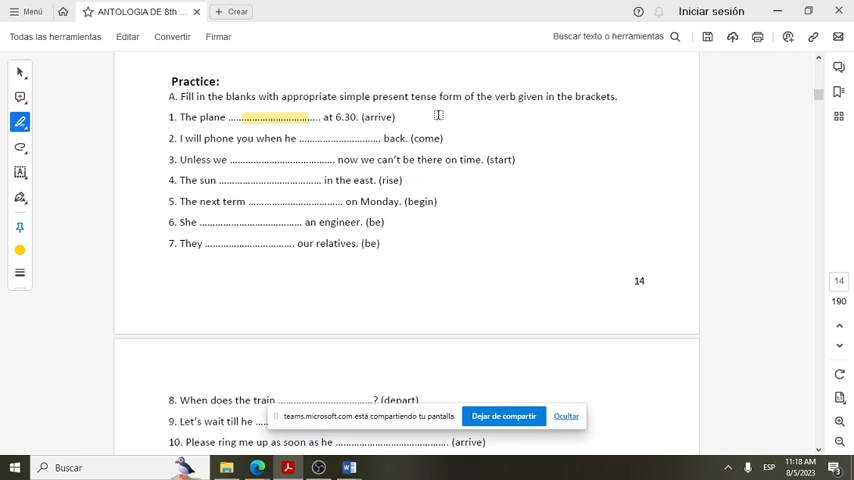 Menú
ANTOLOGIA DE 8th ...
Crear
Iniciar sesión
Todas las herramientas
Editar
Convertir
Firmar
Buscar texto o herramientas
Practice:
A. Fill in the blanks with appropriate simple present tense form of the verb given in the brackets.
1. The plane ................................. at 6.30. (arrive)
2. I will phone you when he ............................. back. (come)
3. Unless we ..................................... now we can't be there on time. (start)
4. The sun .................................... in the east. (rise)
5. The next term ................................. on Monday. (begin)
6. She .................................... an engineer. (be)
7. They ................................ our relatives. (be)
14
14
190
8. When does the train .................................? (depart)
teams.microsoft.com está compartiendo tu pantalla.
Dejar de compartir
Ocultar
9. Let's wait till he
10. Please ring me up as soon as he ........................................ (arrive)
Buscar
ESP
11:18 AM
8/5/2023
3